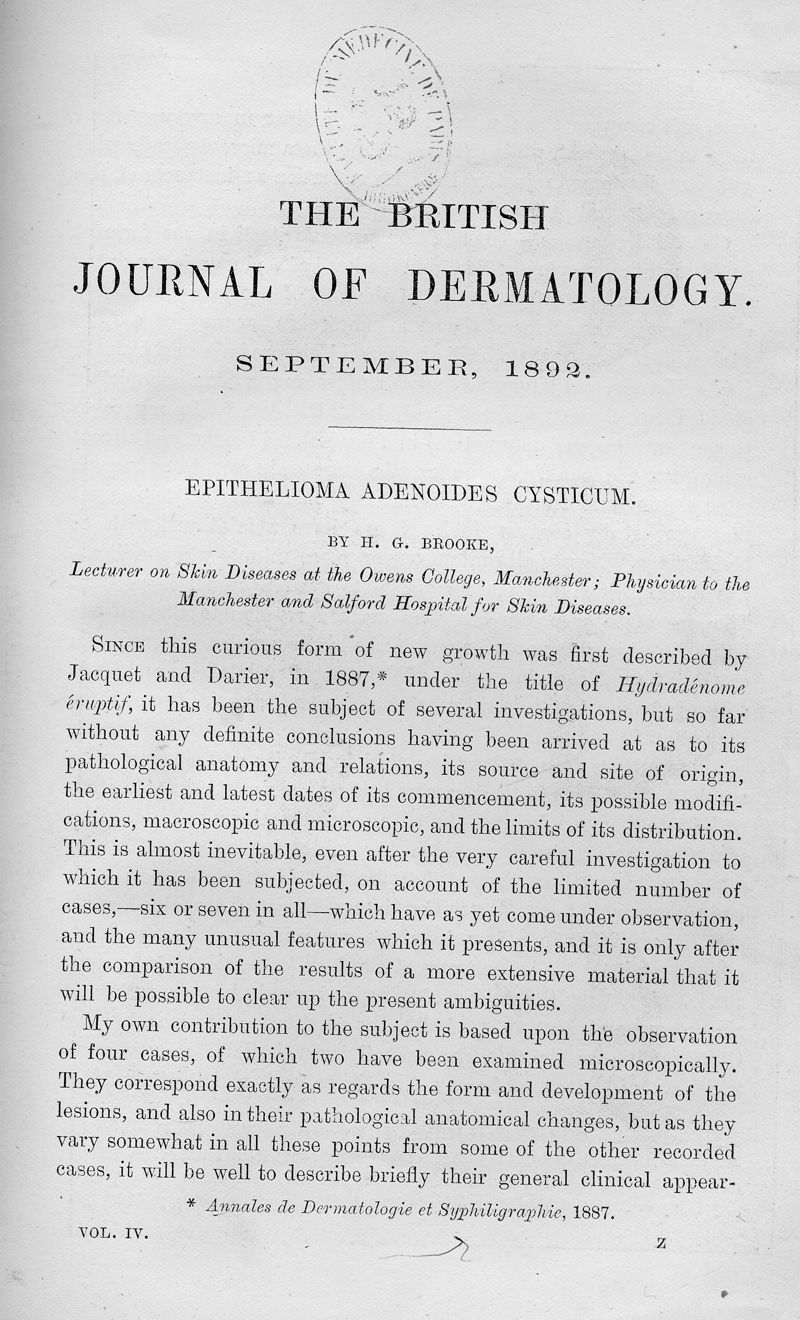 THE BRITISH
JOURNAL OF DERMATOLOGY.
SEPTEMBER, 1892.
EPITHELIOMA ADENOIDES CYSTICUM.
BY H. G. BROOKE,
Lecturer on Skin Diseases at the Owens College, Manchester; Physician to the
Manchester and Salford Hospital for Skin Diseases.
SINCE this curious form of new growth was first described by
Jacquet and Darier, in 1887,* under the title of Hydradénome
éruptif, it has been the subject of several investigations, but so far
without any definite conclusions having been arrived at as to its
pathological anatomy and relations, its source and site of origin,
the earliest and latest dates of its commencement, its possible modifi-
cations, macroscopic and microscopic, and the limits of its distribution.
This is almost inevitable, even after the very careful investigation to
which it has been subjected, on account of the limited number of
cases,—six or seven in all—which have as yet come under observation,
and the many unusual features which it presents, and it is only after
the comparison of the results of a more extensive material that it
will be possible to clear up the present ambiguities.
My own contribution to the subject is based upon the observation
of four cases, of which two have been examined microscopically.
They correspond exactly as regards the form and development of the
lesions, and also in their pathological anatomical changes, but as they
vary somewhat in all these points from some of the other recorded
cases, it will be well to describe briefly their general clinical appear-
* Annales de Dermatologie et Syphiligraphie, 1887.
VOL. IV. Z